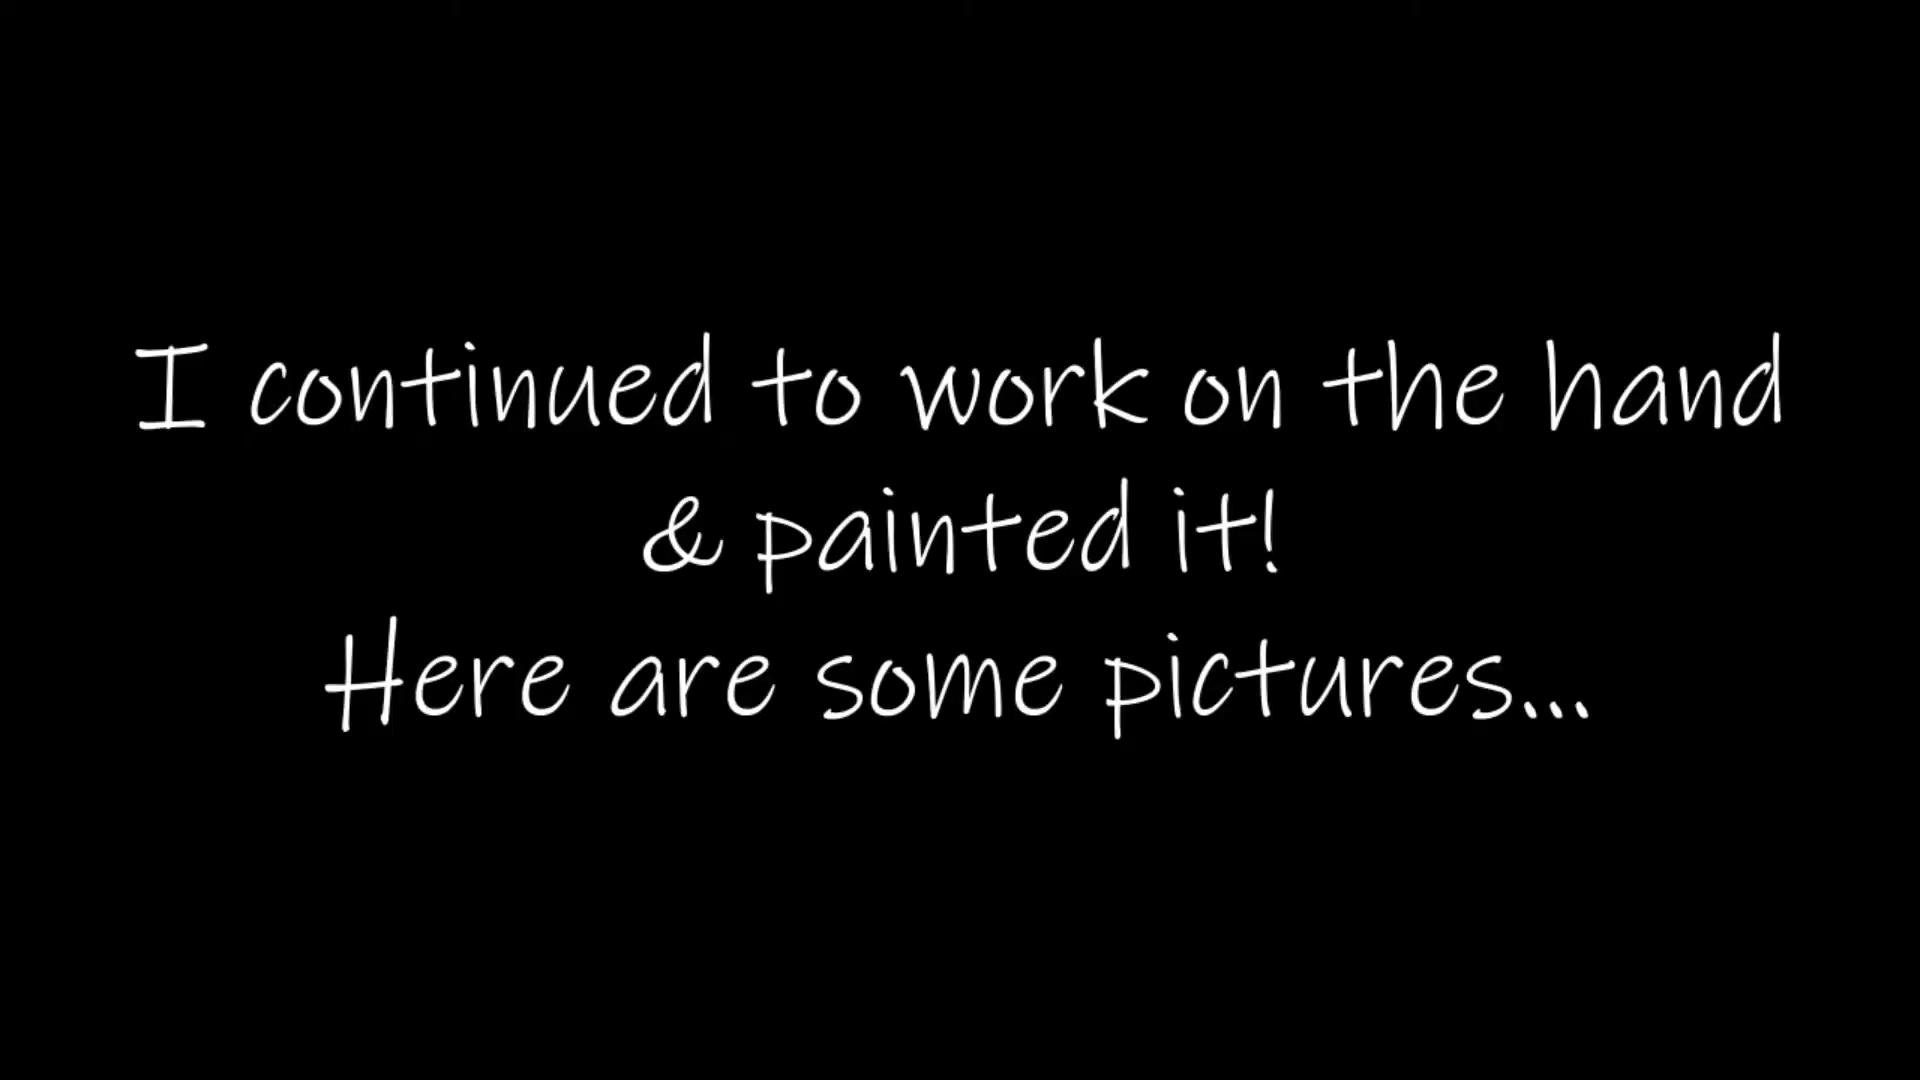 I continued to work on the hand
& painted it!
Here are some pictures...